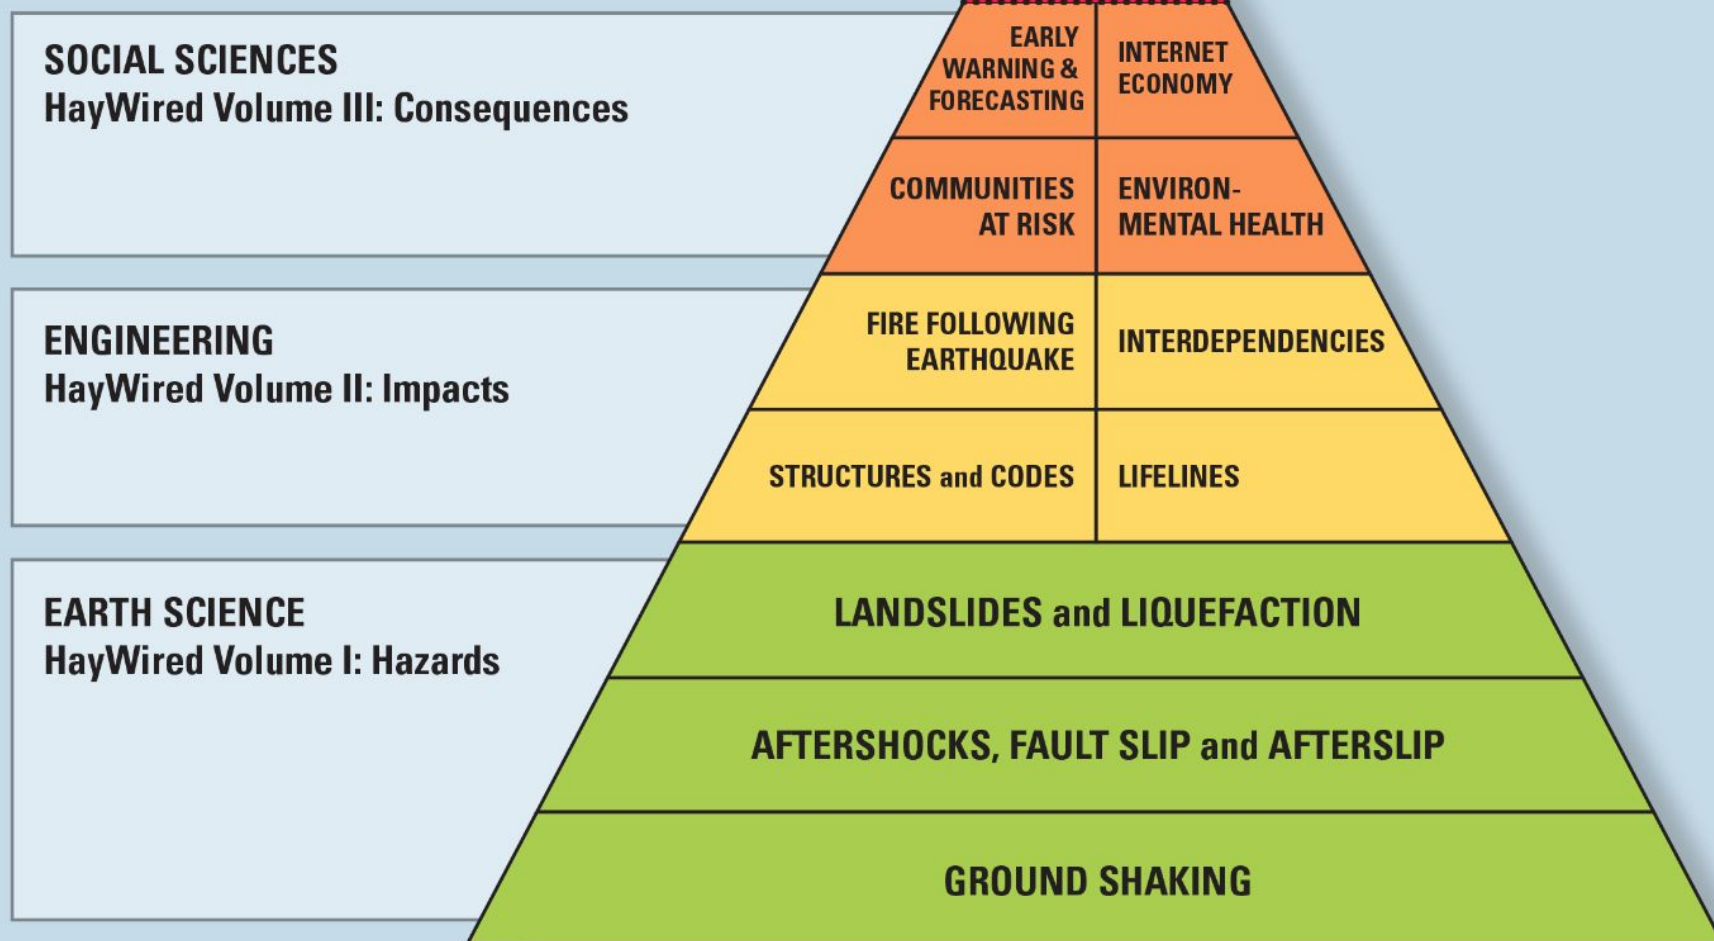 SOCIAL SCIENCES
HayWired Volume III: Consequences
EARLY
WARNING &
FORECASTING
INTERNET
ECONOMY
COMMUNITIES
AT RISK
ENVIRON-
MENTAL HEALTH
ENGINEERING
HayWired Volume II: Impacts
FIRE FOLLOWING
EARTHQUAKE
INTERDEPENDENCIES
STRUCTURES and CODES
LIFELINES
EARTH SCIENCE
HayWired Volume I: Hazards
LANDSLIDES and LIQUEFACTION
AFTERSHOCKS, FAULT SLIP and AFTERSLIP
GROUND SHAKING